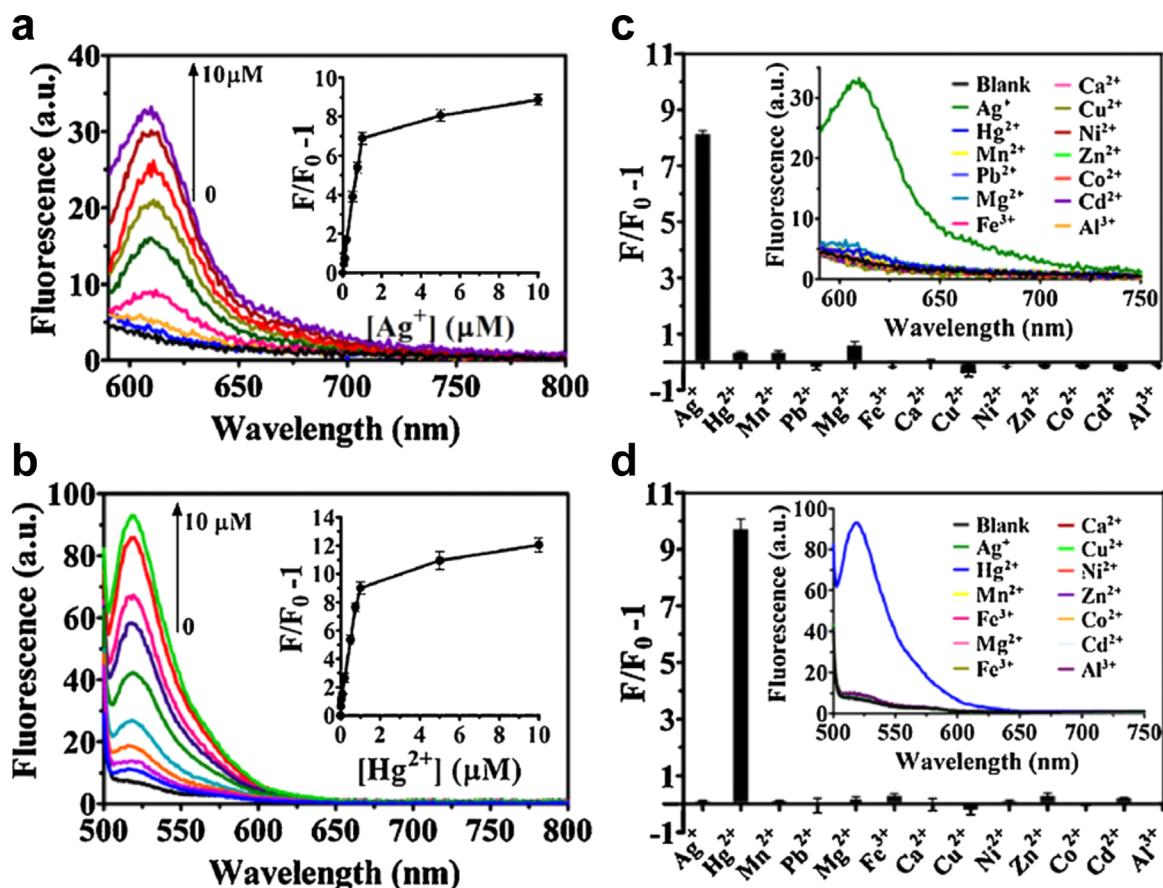 a
Fluorescence (a.u.)
40
30
20
10
0
600
650
700
750
800
Wavelength (nm)
10μM
0
F/F₀ -1
10
8
6
4
2
0
0
2
4
6
8
10
[Ag⁺] (μM)
c
F/F₀ -1
11
9
7
5
3
1
-1
Ag⁺
Hg²⁺
Mn²⁺
Pb²⁺
Mg²⁺
Fe³⁺
Ca²⁺
Cu²⁺
Ni²⁺
Zn²⁺
Co²⁺
Cd²⁺
Al³⁺
Fluorescence (a.u.)
30
20
10
0
600
650
700
750
Wavelength (nm)
Blank
Ag⁺
Hg²⁺
Mn²⁺
Pb²⁺
Mg²⁺
Fe³⁺
Ca²⁺
Cu²⁺
Ni²⁺
Zn²⁺
Co²⁺
Cd²⁺
Al³⁺
b
Fluorescence (a.u.)
100
80
60
40
20
0
500
550
600
650
700
750
800
Wavelength (nm)
10 μM
0
F/F₀ -1
14
12
10
8
6
4
2
0
0
2
4
6
8
10
[Hg²⁺] (μM)
d
F/F₀ -1
11
9
7
5
3
1
-1
Ag⁺
Hg²⁺
Mn²⁺
Pb²⁺
Mg²⁺
Fe³⁺
Ca²⁺
Cu²⁺
Ni²⁺
Zn²⁺
Co²⁺
Cd²⁺
Al³⁺
Fluorescence (a.u.)
100
80
60
40
20
0
500
550
600
650
700
750
Wavelength (nm)
Blank
Ag⁺
Hg²⁺
Mn²⁺
Fe³⁺
Mg²⁺
Fe³⁺
Ca²⁺
Cu²⁺
Ni²⁺
Zn²⁺
Co²⁺
Cd²⁺
Al³⁺